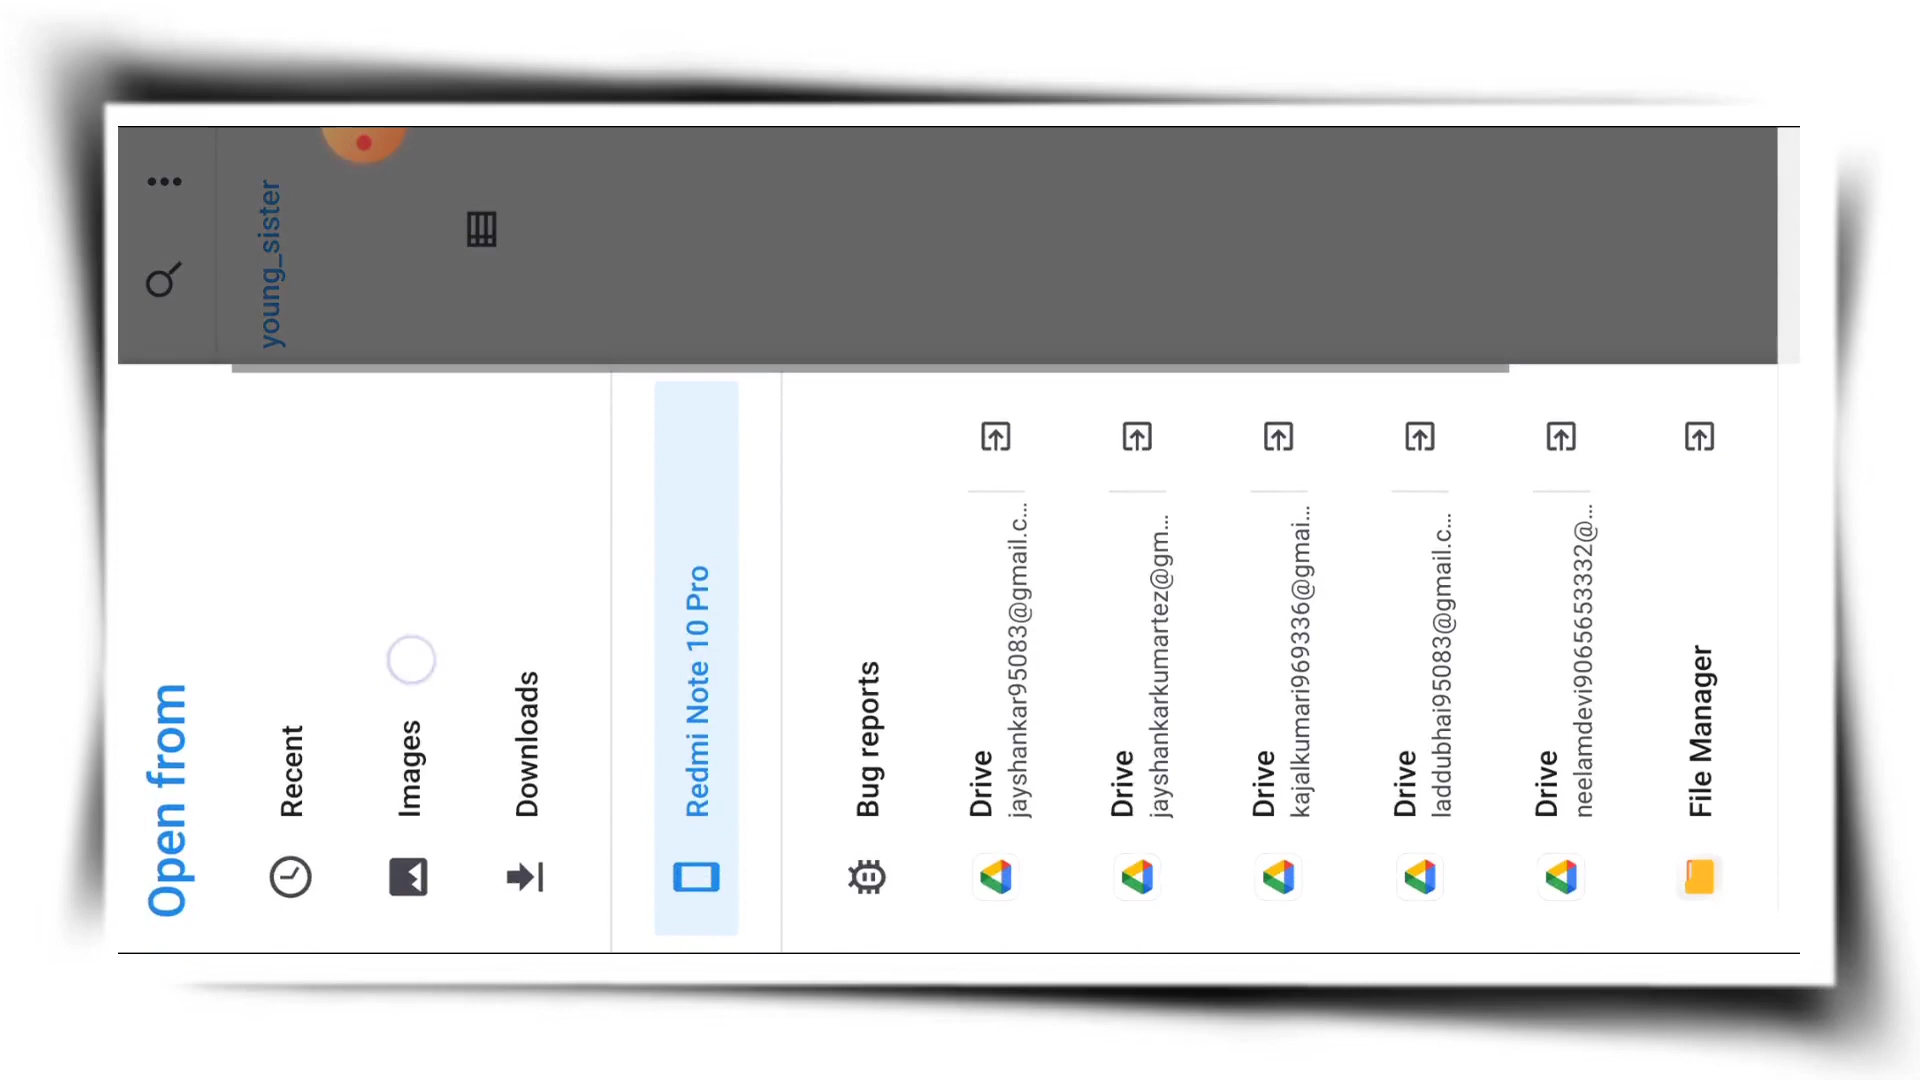 Open from
young_sister
Recent
Images
Downloads
Redmi Note 10 Pro
Bug reports
Drive
jayshankar95083@gmail.c...
Drive
jayshankarkumartez@gm...
Drive
kajalkumari969336@gmai...
Drive
laddubhai95083@gmail.c...
Drive
neelamdevi9065653332@...
File Manager